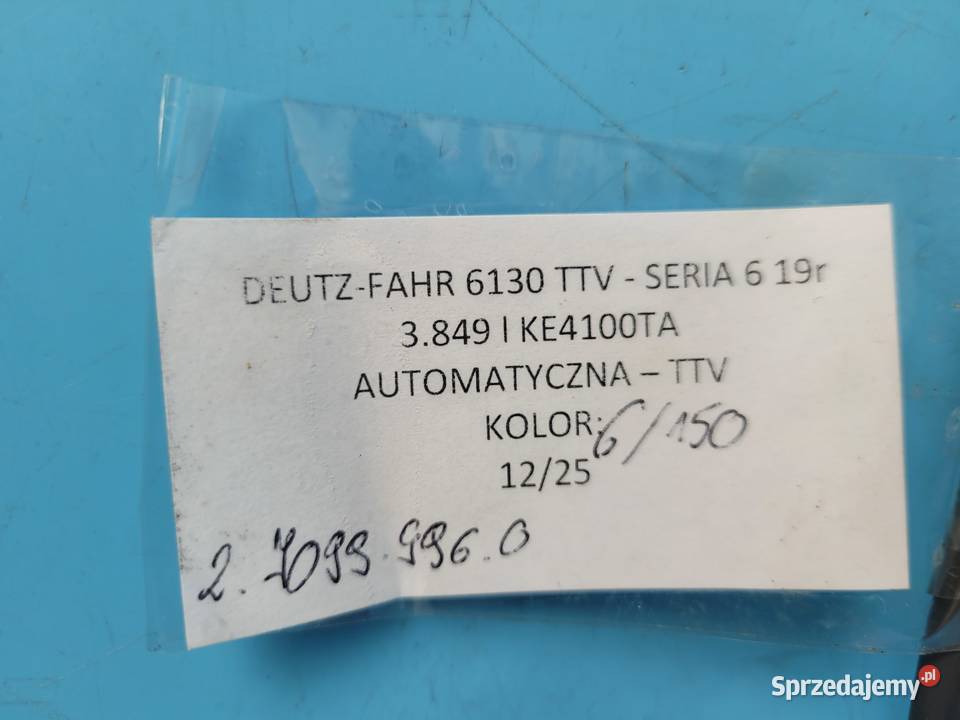 DEUTZ-FAHR 6130 TTV - SERIA 6 19r
3.849 l KE4100TA
AUTOMATYCZNA – TTV
KOLOR: 6/150
12/25
2.7099.996.0
Sprzedajemy.pl